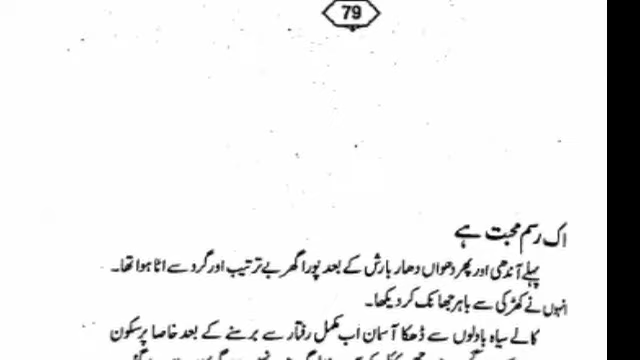 79
اک رسم محبت ہے
پہلے آندھی اور پھر دھواں دھار بارش کے بعد پورا گھر بے ترتیب اور گرد سے اٹا ہوا تھا۔
انہوں نے کھڑکی سے باہر جھانک کر دیکھا۔
کالے سیاہ بادلوں سے ڈھکا آسمان اب مکمل رفتار سے برسنے کے بعد خاصا پرسکون